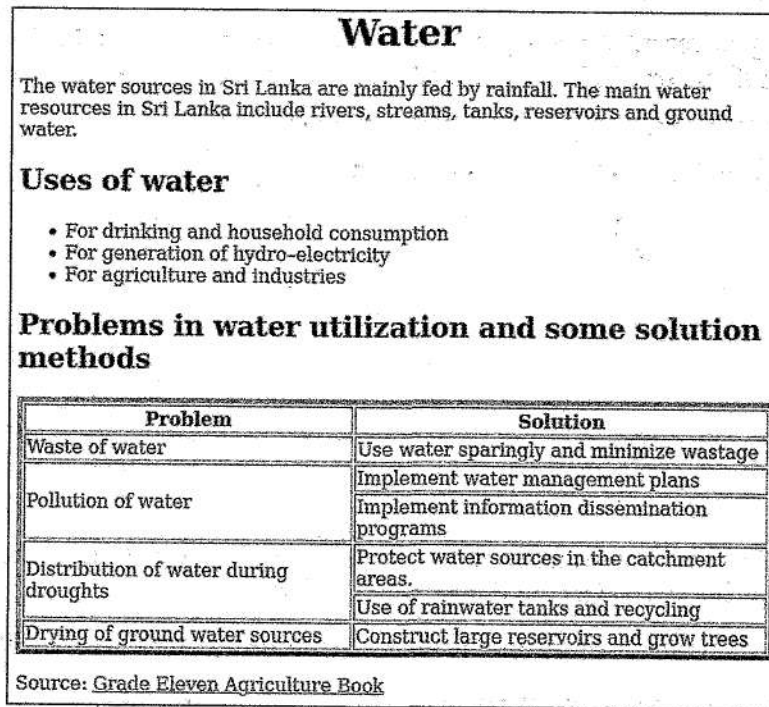 Water
The water sources in Sri Lanka are mainly fed by rainfall. The main water
resources in Sri Lanka include rivers, streams, tanks, reservoirs and ground
water.
Uses of water
• For drinking and household consumption
• For generation of hydro-electricity
• For agriculture and industries
Problems in water utilization and some solution
methods
Problem Solution
Waste of water Use water sparingly and minimize wastage
Pollution of water
Implement water management plans
Implement information dissemination
programs
Distribution of water during
droughts
Protect water sources in the catchment
areas.
Use of rainwater tanks and recycling
Drying of ground water sources Construct large reservoirs and grow trees
Source: Grade Eleven Agriculture Book